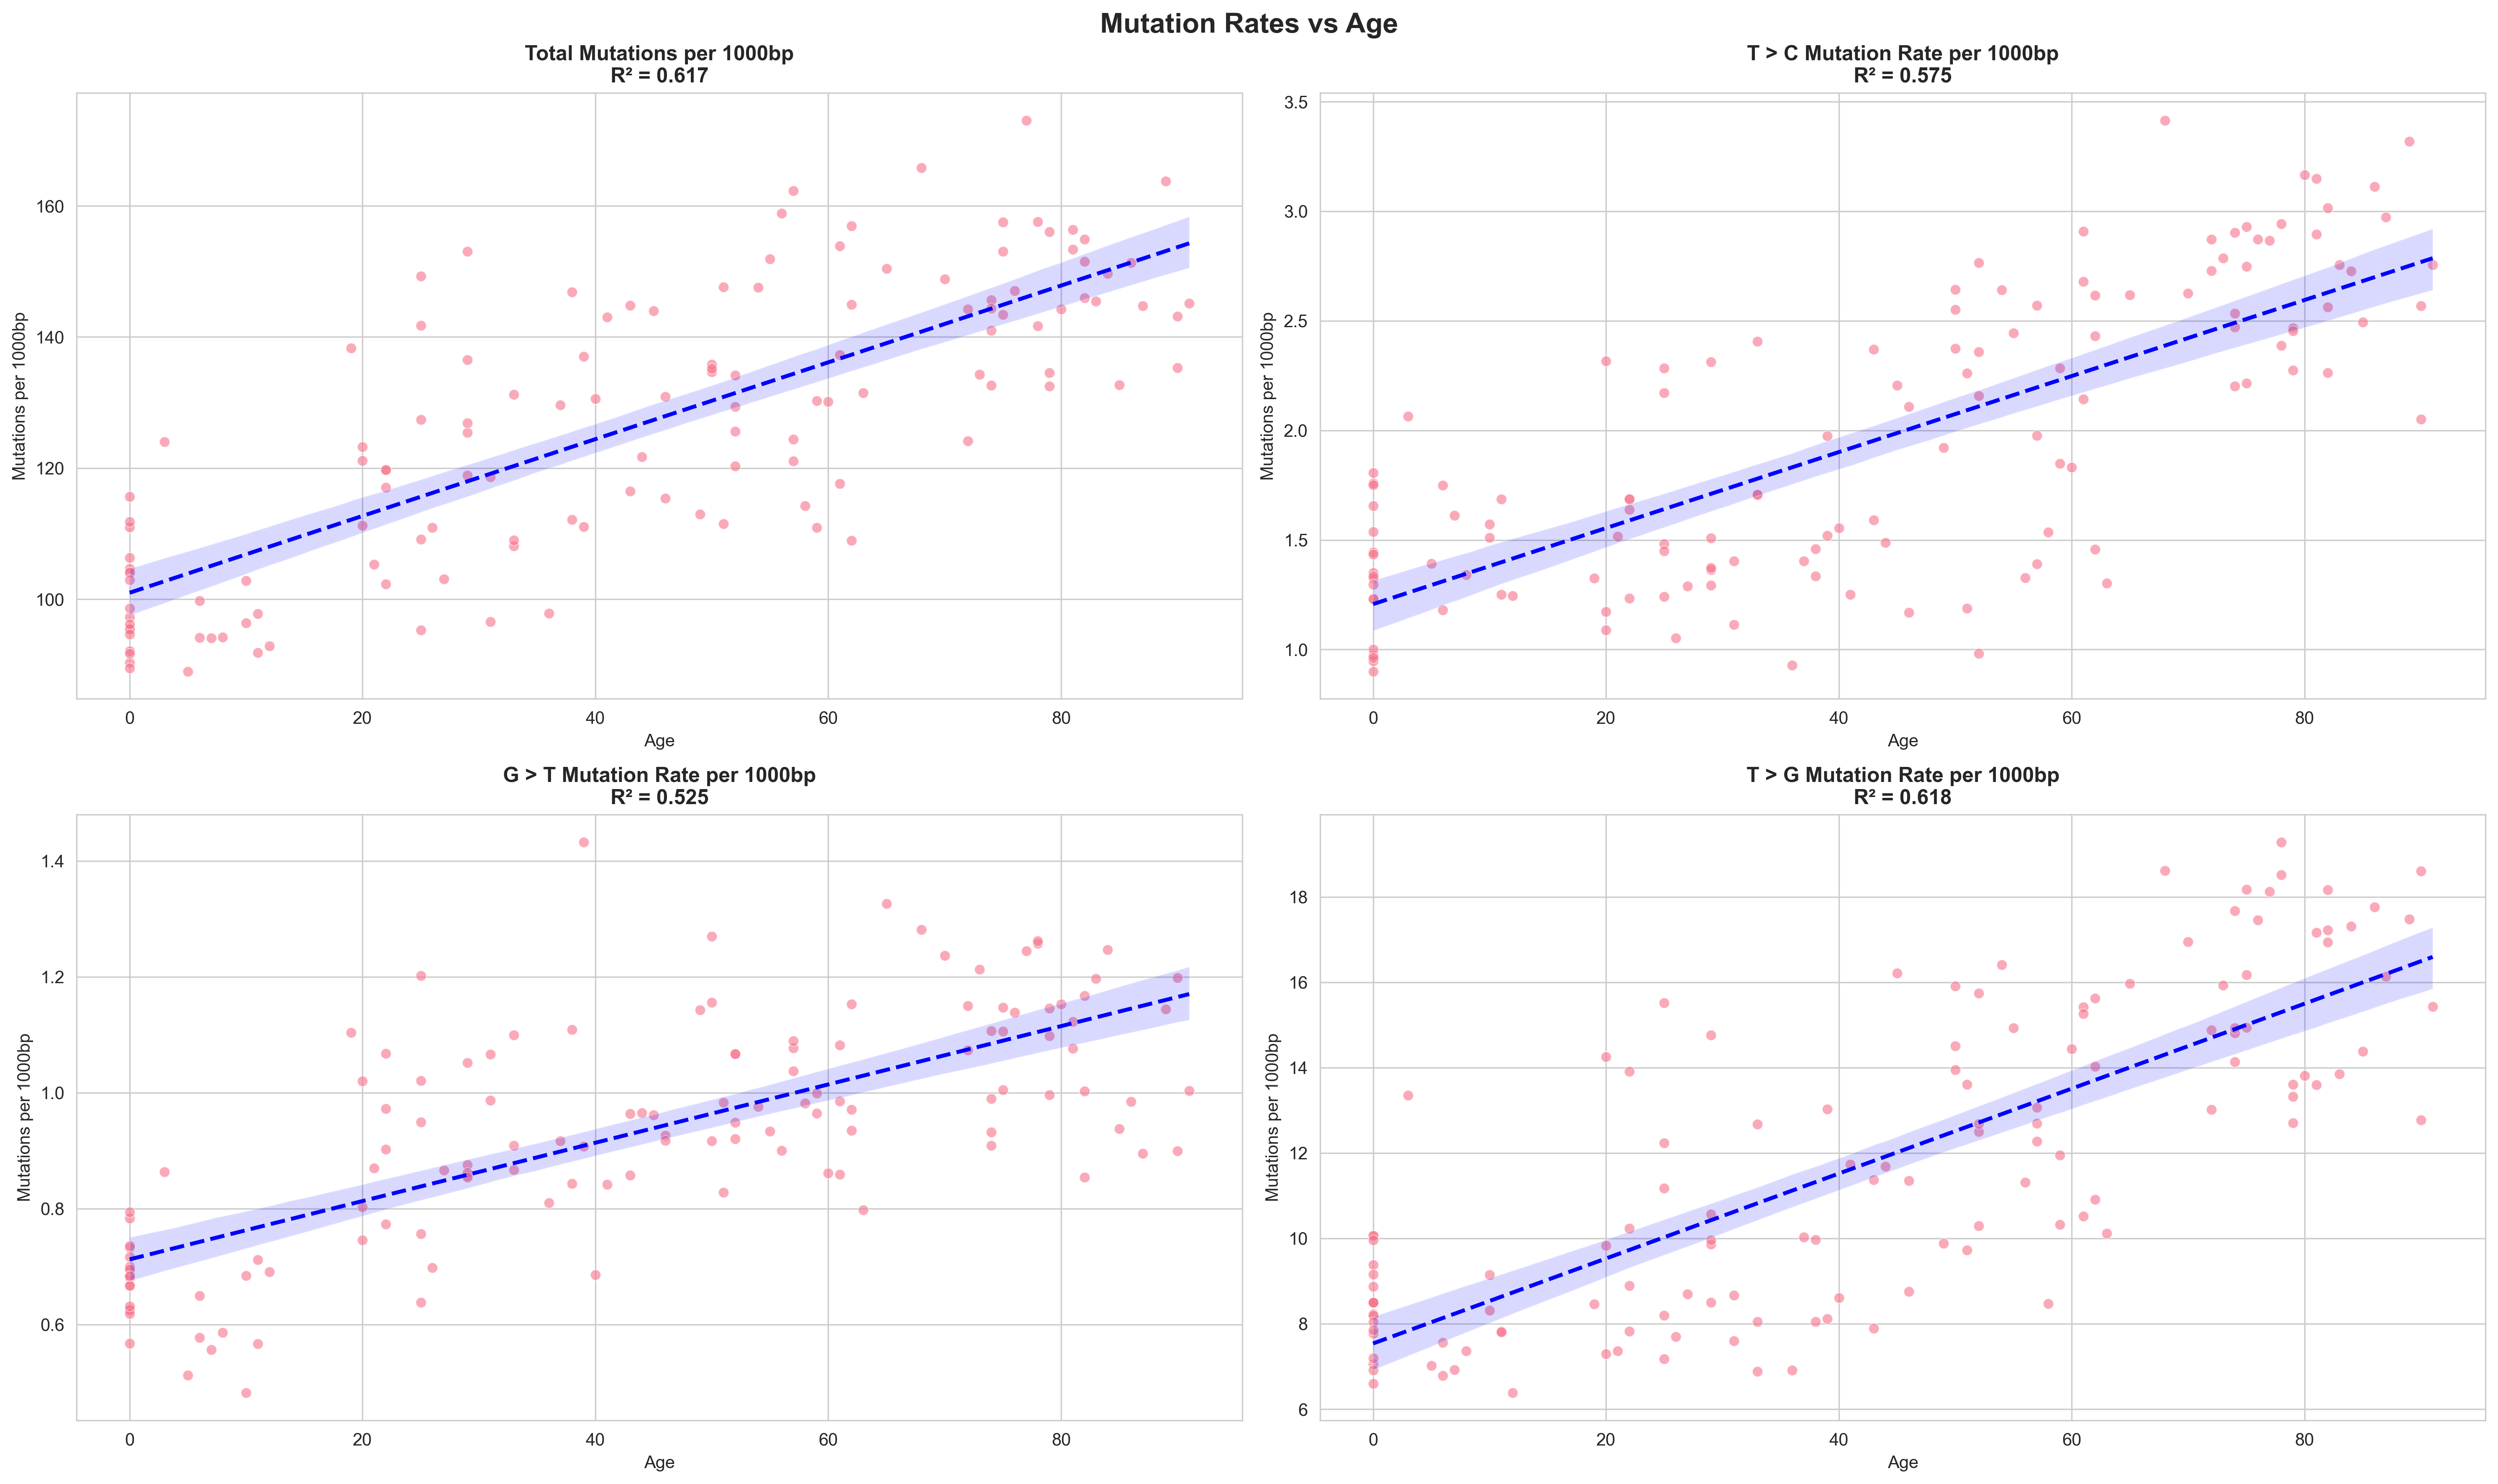 Mutation Rates vs Age
Total Mutations per 1000bp
R² = 0.617
160
140
120
100
Mutations per 1000bp
0 20 40 60 80
Age
T > C Mutation Rate per 1000bp
R² = 0.575
3.5
3.0
2.5
2.0
1.5
1.0
Mutations per 1000bp
0 20 40 60 80
Age
G > T Mutation Rate per 1000bp
R² = 0.525
1.4
1.2
1.0
0.8
0.6
Mutations per 1000bp
0 20 40 60 80
Age
T > G Mutation Rate per 1000bp
R² = 0.618
18
16
14
12
10
8
6
Mutations per 1000bp
0 20 40 60 80
Age